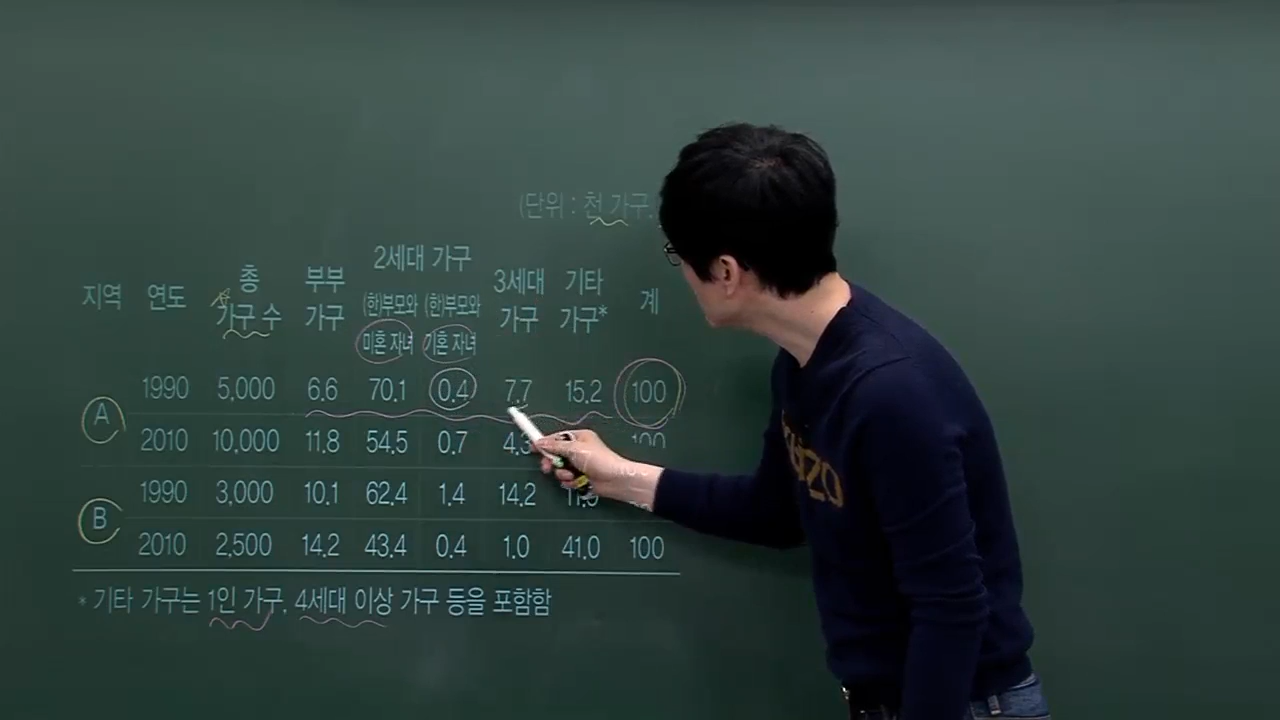 (단위 : 천 가구,
지역 연도 총 가구 수 부부 가구 2세대 가구 (한)부모와 미혼 자녀 (한)부모와 기혼 자녀 3세대 가구 기타 가구* 계
A 1990 5,000 6.6 70.1 0.4 7.7 15.2 100
2010 10,000 11.8 54.5 0.7 4.3 100
B 1990 3,000 10.1 62.4 1.4 14.2
2010 2,500 14.2 43.4 0.4 1.0 41.0 100
* 기타 가구는 1인 가구, 4세대 이상 가구 등을 포함함